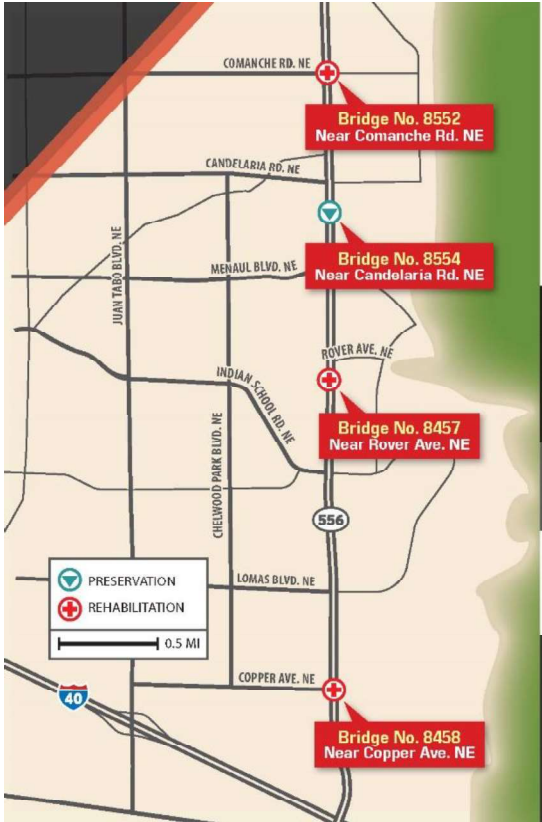 COMANCHE RD. NE
Bridge No. 8552
Near Comanche Rd. NE
CANDELARIA RD. NE
Bridge No. 8554
Near Candelaria Rd. NE
MENAUL BLVD. NE
JUAN TABO BLVD. NE
ROVER AVE. NE
INDIAN SCHOOL RD. NE
Bridge No. 8457
Near Rover Ave. NE
CHELWOOD PARK BLVD. NE
556
PRESERVATION
REHABILITATION
0.5 MI
LOMAS BLVD. NE
COPPER AVE. NE
40
Bridge No. 8458
Near Copper Ave. NE